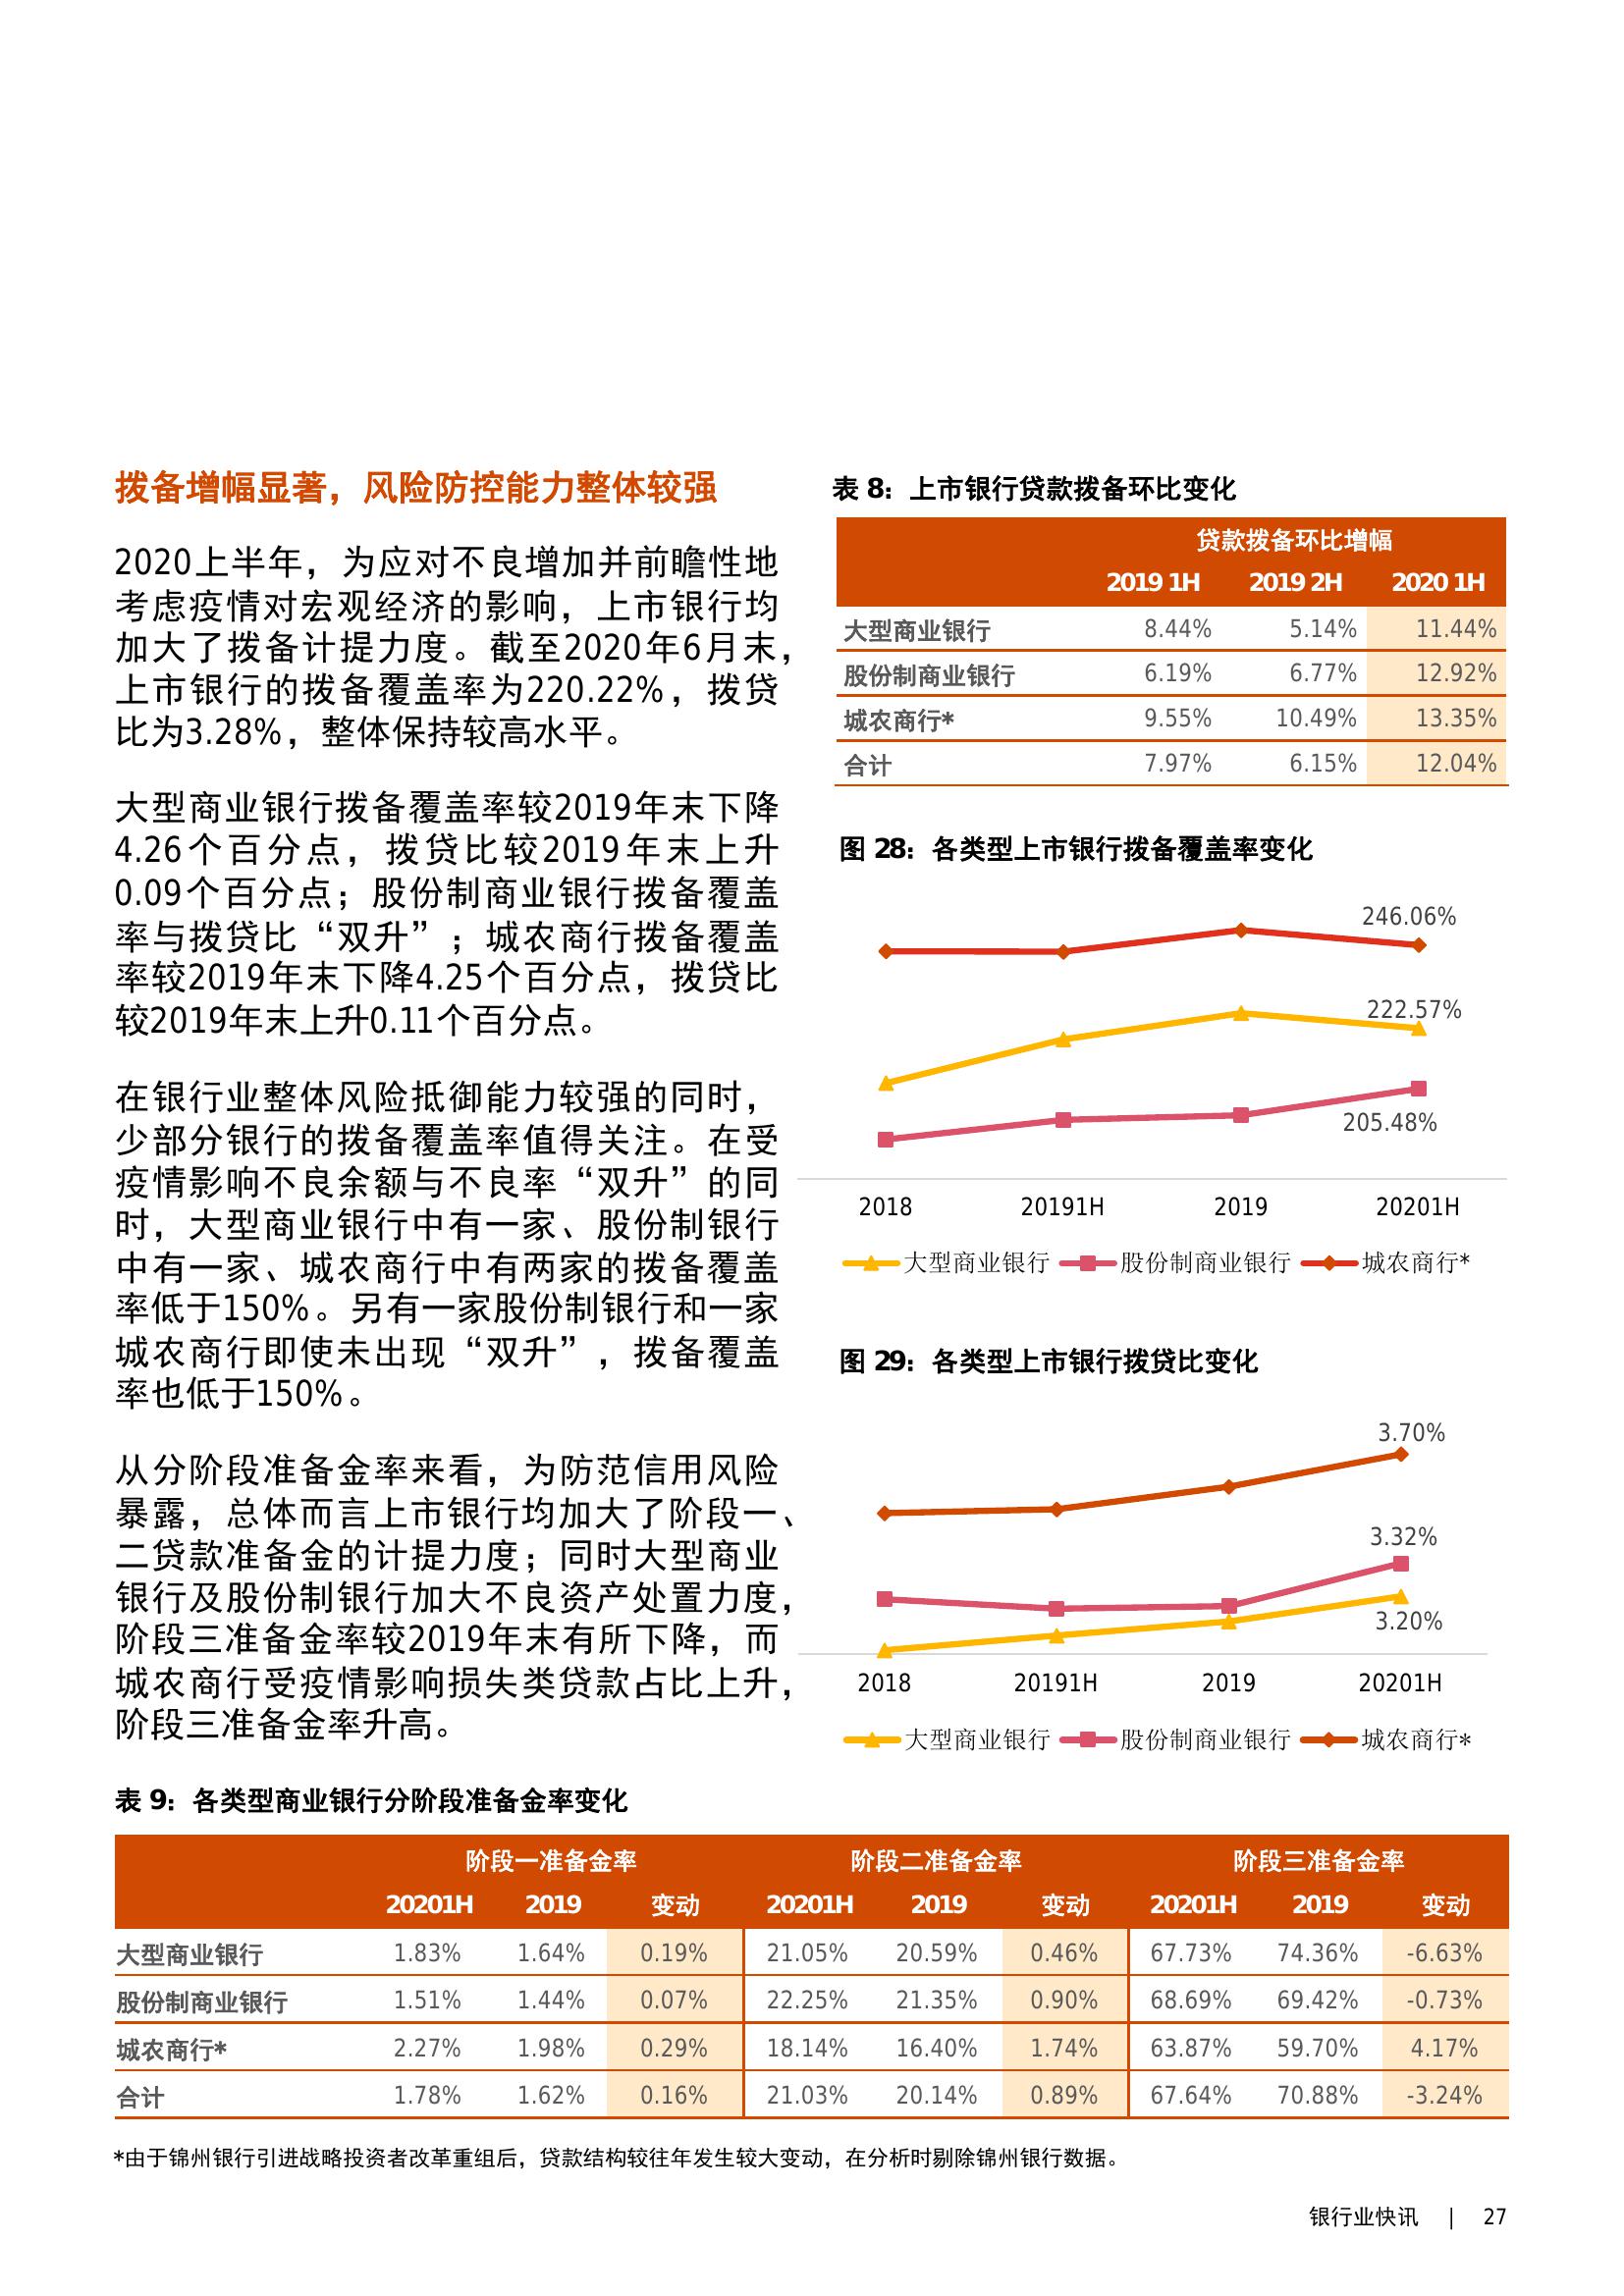 拨备增幅显著，风险防控能力整体较强
2020上半年，为应对不良增加并前瞻性地
考虑疫情对宏观经济的影响，上市银行均
加大了拨备计提力度。截至2020年6月末，
上市银行的拨备覆盖率为220.22%，拨贷
比为3.28%，整体保持较高水平。
大型商业银行拨备覆盖率较2019年末下降
4.26个百分点，拨贷比较2019年末上升
0.09个百分点；股份制商业银行拨备覆盖
率与拨贷比“双升”；城农商行拨备覆盖
率较2019年末下降4.25个百分点，拨贷比
较2019年末上升0.11个百分点。
在银行业整体风险抵御能力较强的同时，
少部分银行的拨备覆盖率值得关注。在受
疫情影响不良余额与不良率“双升”的同
时，大型商业银行中有一家、股份制银行
中有一家、城农商行中有两家的拨备覆盖
率低于150%。另有一家股份制银行和一家
城农商行即使未出现“双升”，拨备覆盖
率也低于150%。
从分阶段准备金率来看，为防范信用风险
暴露，总体而言上市银行均加大了阶段一、
二贷款准备金的计提力度；同时大型商业
银行及股份制银行加大不良资产处置力度，
阶段三准备金率较2019年末有所下降，而
城农商行受疫情影响损失类贷款占比上升，
阶段三准备金率升高。
表 8：上市银行贷款拨备环比变化
贷款拨备环比增幅
2019 1H 2019 2H 2020 1H
大型商业银行 8.44% 5.14% 11.44%
股份制商业银行 6.19% 6.77% 12.92%
城农商行* 9.55% 10.49% 13.35%
合计 7.97% 6.15% 12.04%
图 28：各类型上市银行拨备覆盖率变化
246.06%
222.57%
205.48%
2018 20191H 2019 20201H
大型商业银行 股份制商业银行 城农商行*
图 29：各类型上市银行拨贷比变化
3.70%
3.32%
3.20%
2018 20191H 2019 20201H
大型商业银行 股份制商业银行 城农商行*
表 9：各类型商业银行分阶段准备金率变化
阶段一准备金率 阶段二准备金率 阶段三准备金率
20201H 2019 变动 20201H 2019 变动 20201H 2019 变动
大型商业银行 1.83% 1.64% 0.19% 21.05% 20.59% 0.46% 67.73% 74.36% -6.63%
股份制商业银行 1.51% 1.44% 0.07% 22.25% 21.35% 0.90% 68.69% 69.42% -0.73%
城农商行* 2.27% 1.98% 0.29% 18.14% 16.40% 1.74% 63.87% 59.70% 4.17%
合计 1.78% 1.62% 0.16% 21.03% 20.14% 0.89% 67.64% 70.88% -3.24%
*由于锦州银行引进战略投资者改革重组后，贷款结构较往年发生较大变动，在分析时剔除锦州银行数据。
银行业快讯 | 27